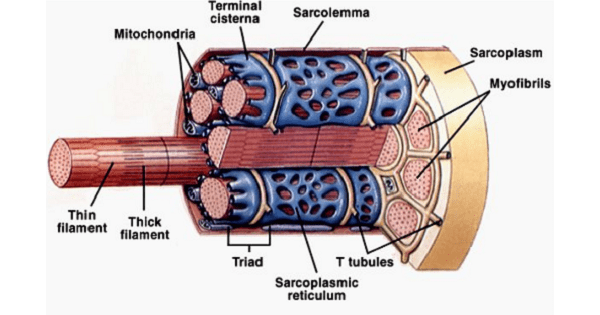 Terminal
cisterna
Sarcolemma
Mitochondria
Sarcoplasm
Myofibrils
Thin
filament
Thick
filament
Triad
T tubules
Sarcoplasmic
reticulum